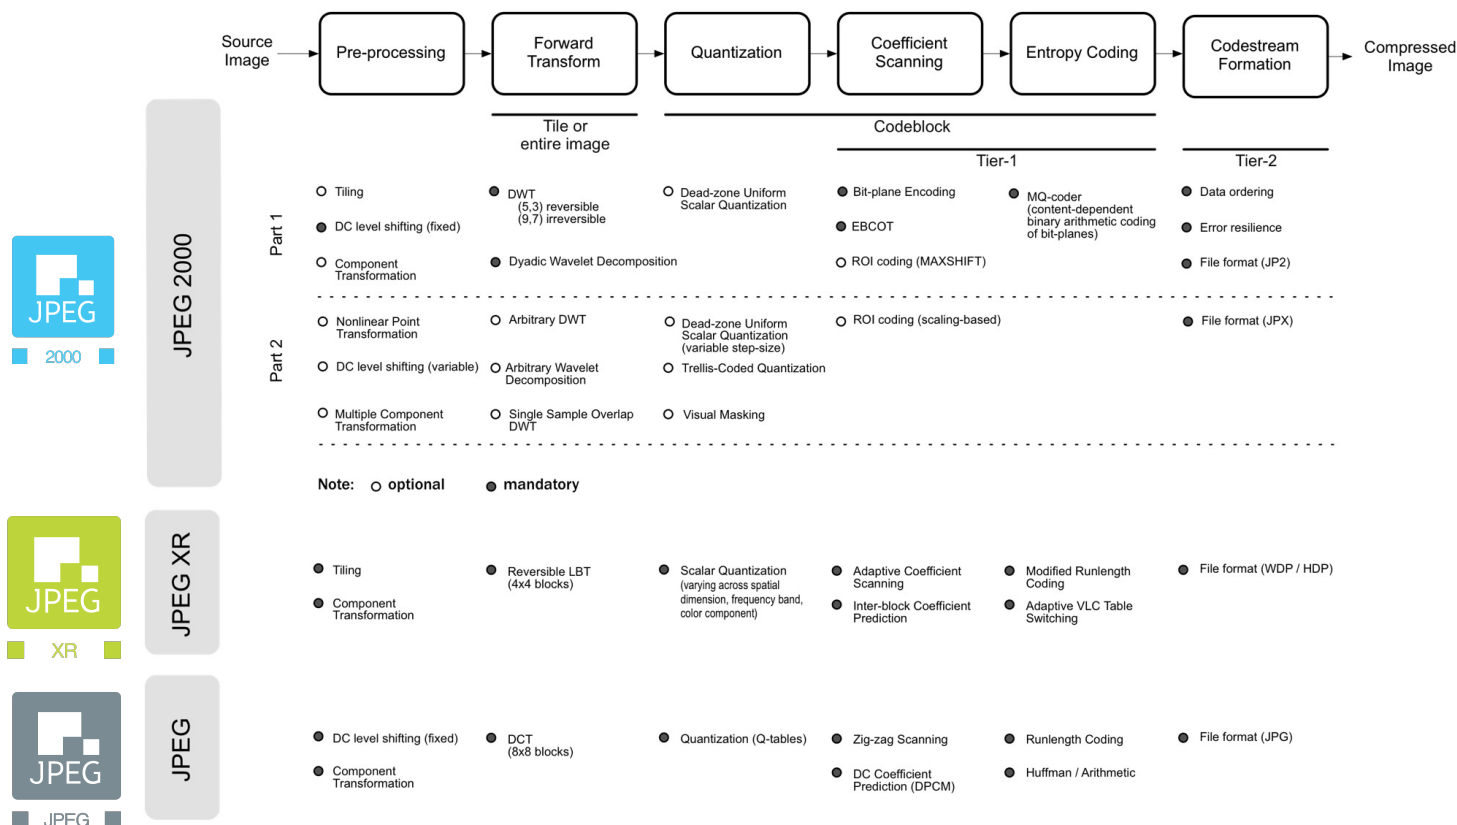 Source
Image
Pre-processing
Forward
Transform
Quantization
Coefficient
Scanning
Entropy Coding
Codestream
Formation
Compressed
Image
Tile or
entire image
Codeblock
Tier-1
Tier-2
JPEG
2000
JPEG 2000
Part 1
Tiling
DC level shifting (fixed)
Component
Transformation
DWT
(5,3) reversible
(9,7) irreversible
Dyadic Wavelet Decomposition
Dead-zone Uniform
Scalar Quantization
Bit-plane Encoding
EBCOT
ROI coding (MAXSHIFT)
MQ-coder
(content-dependent
binary arithmetic coding
of bit-planes)
Data ordering
Error resilience
File format (JP2)
Part 2
Nonlinear Point
Transformation
DC level shifting (variable)
Multiple Component
Transformation
Arbitrary DWT
Arbitrary Wavelet
Decomposition
Single Sample Overlap
DWT
Dead-zone Uniform
Scalar Quantization
(variable step-size)
Trellis-Coded Quantization
Visual Masking
ROI coding (scaling-based)
File format (JPX)
Note: optional mandatory
JPEG
XR
JPEG XR
Tiling
Component
Transformation
Reversible LBT
(4x4 blocks)
Scalar Quantization
(varying across spatial
dimension, frequency band,
color component)
Adaptive Coefficient
Scanning
Inter-block Coefficient
Prediction
Modified Runlength
Coding
Adaptive VLC Table
Switching
File format (WDP / HDP)
JPEG
JPEG
JPEG
DC level shifting (fixed)
Component
Transformation
DCT
(8x8 blocks)
Quantization (Q-tables)
Zig-zag Scanning
DC Coefficient
Prediction (DPCM)
Runlength Coding
Huffman / Arithmetic
File format (JPG)